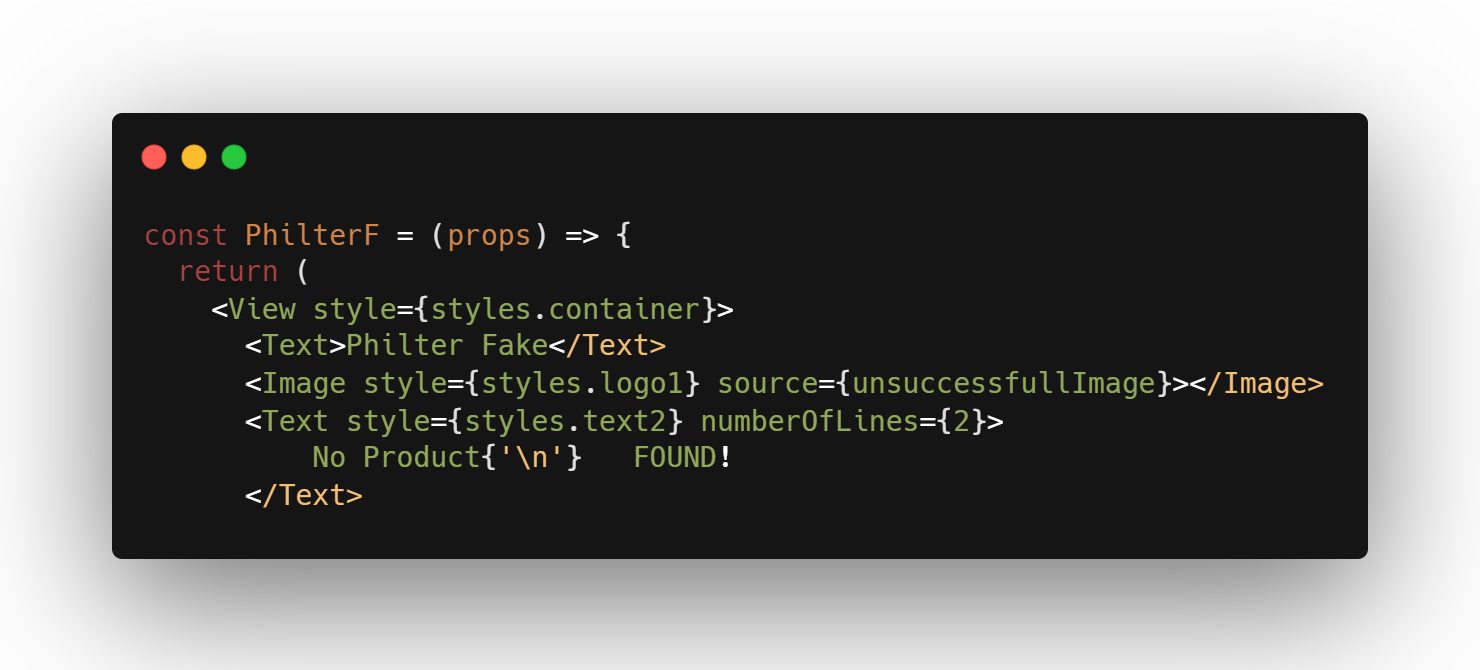 const PhilterF = (props) => {
  return (
    <View style={styles.container}>
      <Text>Philter Fake</Text>
      <Image style={styles.logo1} source={unsuccessfullImage}></Image>
      <Text style={styles.text2} numberOfLines={2}>
          No Product{'\n'}   FOUND!
      </Text>